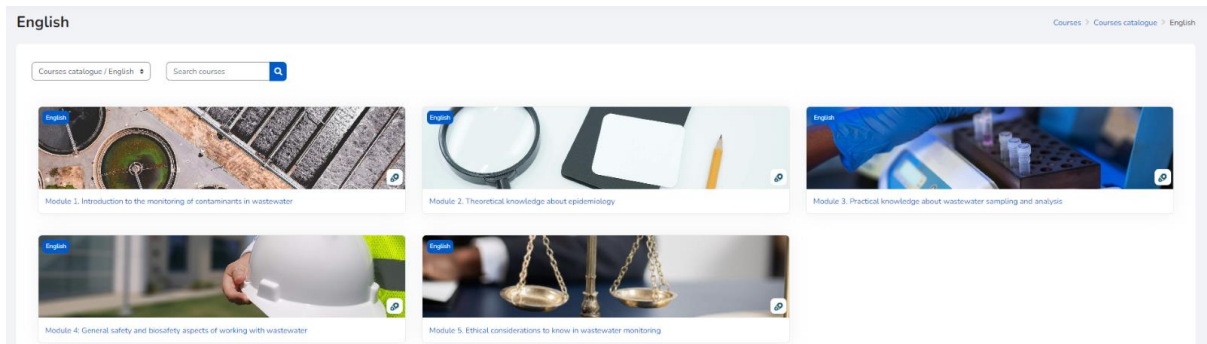 English
Courses > Courses catalogue > English
Courses catalogue / English
Search courses
English
English
English
Module 1. Introduction to the monitoring of contaminants in wastewater
Module 2. Theoretical knowledge about epidemiology
Module 3. Practical knowledge about wastewater sampling and analysis
English
English
Module 4: General safety and biosafety aspects of working with wastewater
Module 5. Ethical considerations to know in wastewater monitoring